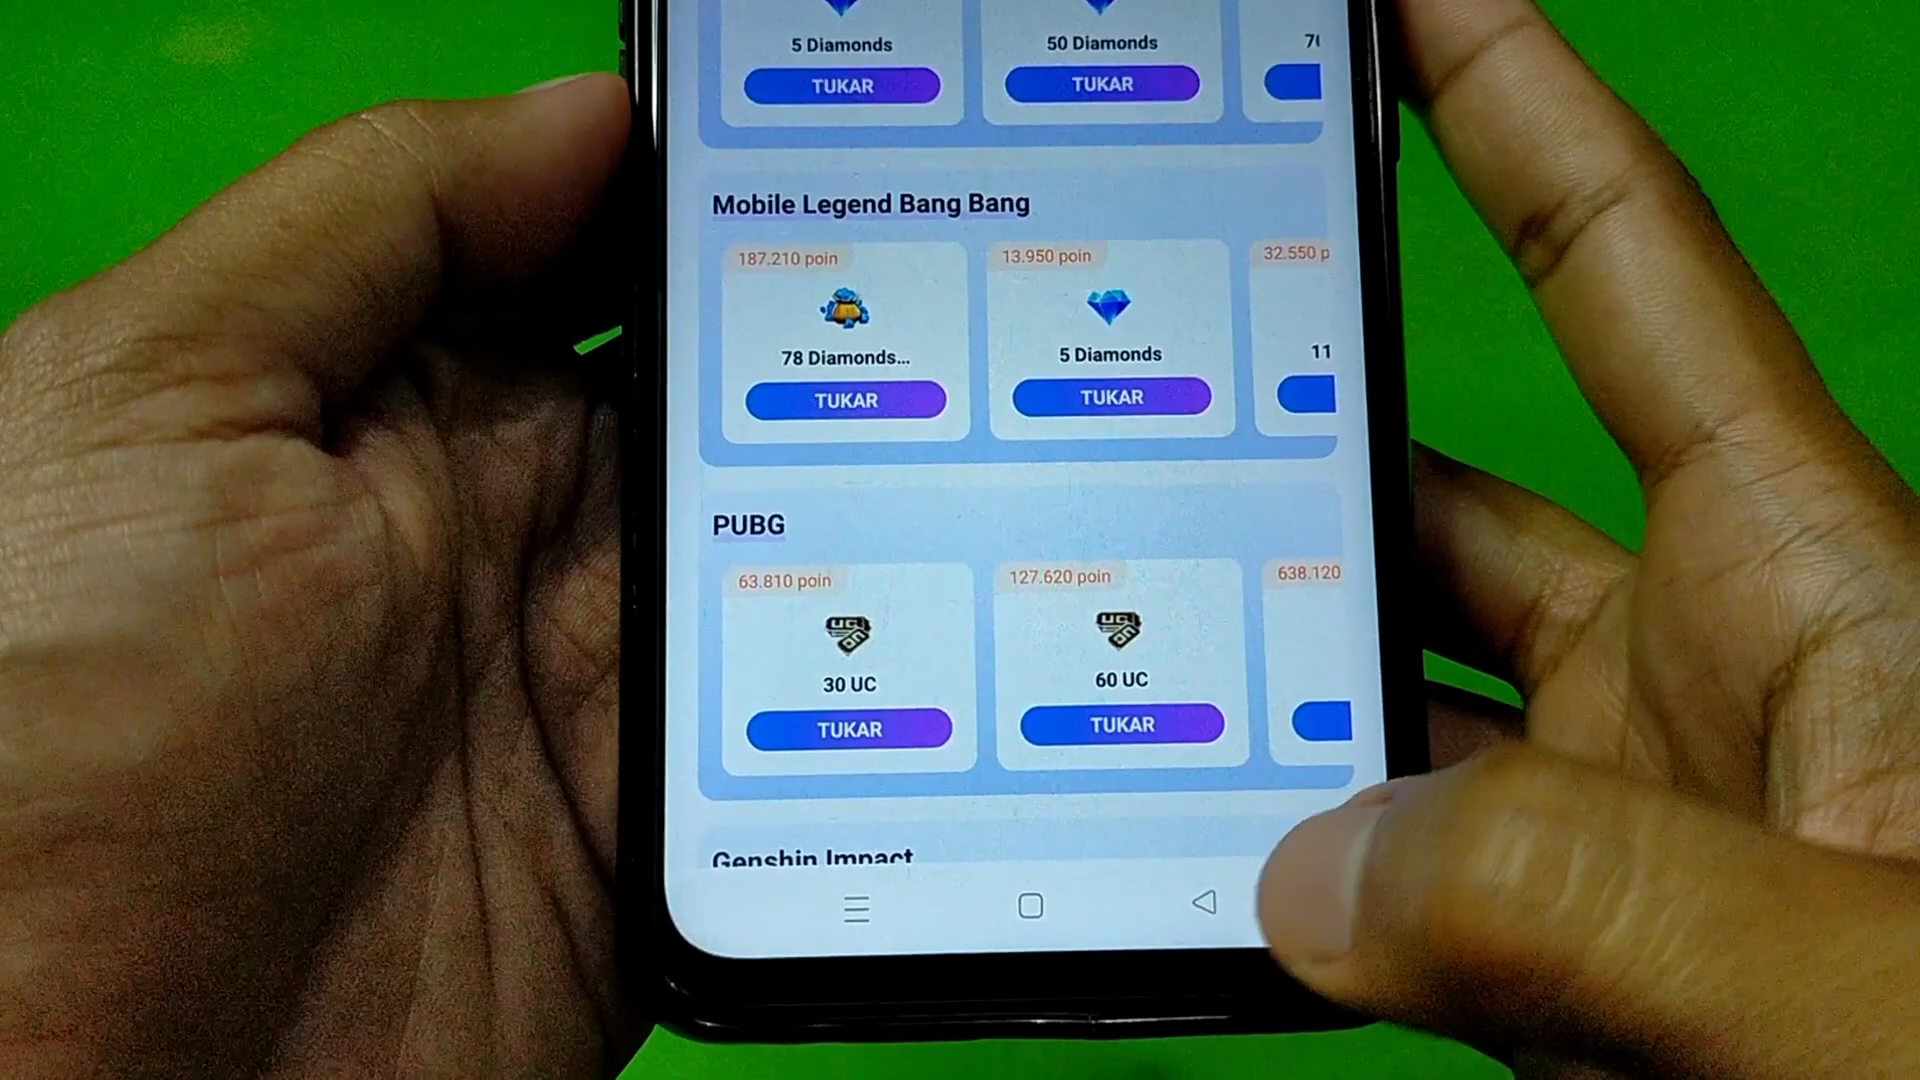 5 Diamonds
50 Diamonds
TUKAR
TUKAR
Mobile Legend Bang Bang
187.210 poin
13.950 poin
32.550 p
78 Diamonds...
5 Diamonds
11
TUKAR
TUKAR
PUBG
63.810 poin
127.620 poin
638.120
30 UC
60 UC
TUKAR
TUKAR
Genshin Impact